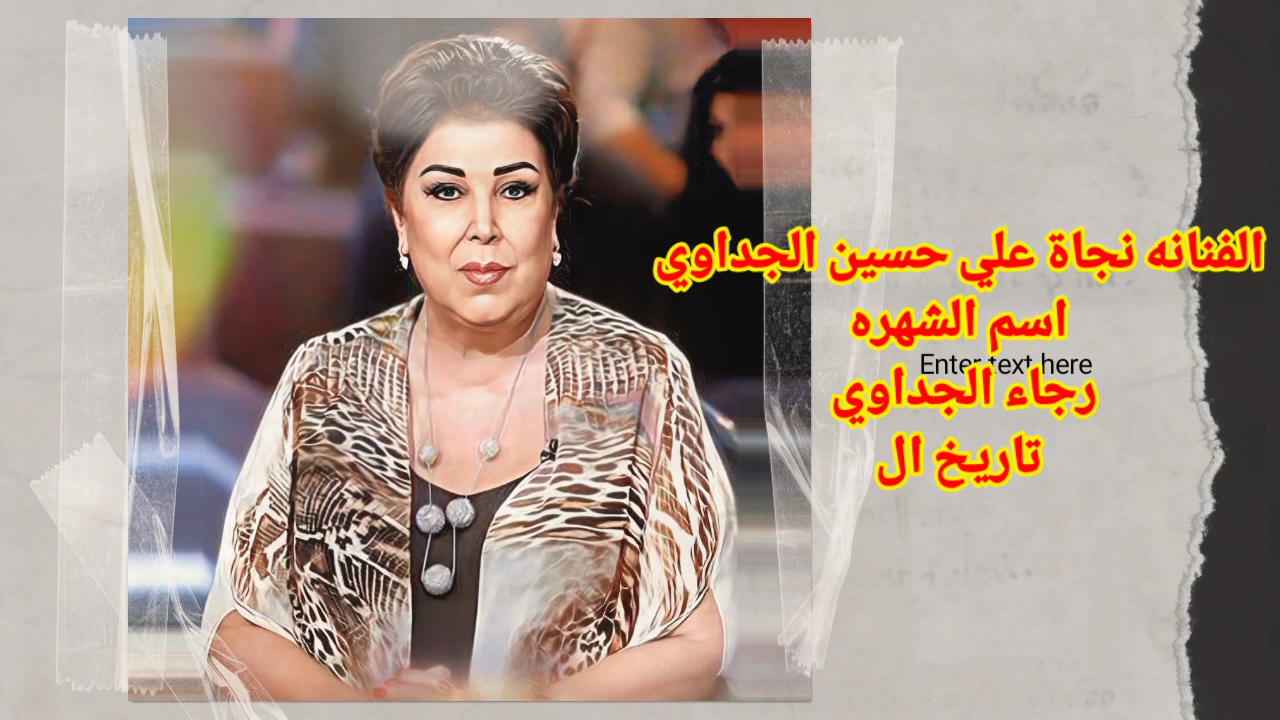 الفنانه نجاة علي حسين الجداوي
اسم الشهره
Enter text here
رجاء الجداوي
تاريخ ال